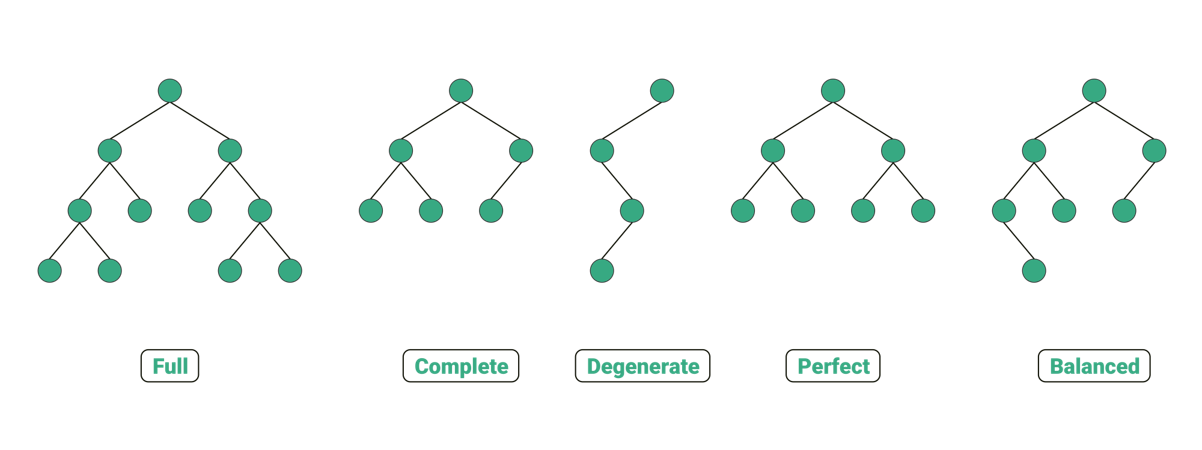 Full
Complete
Degenerate
Perfect
Balanced